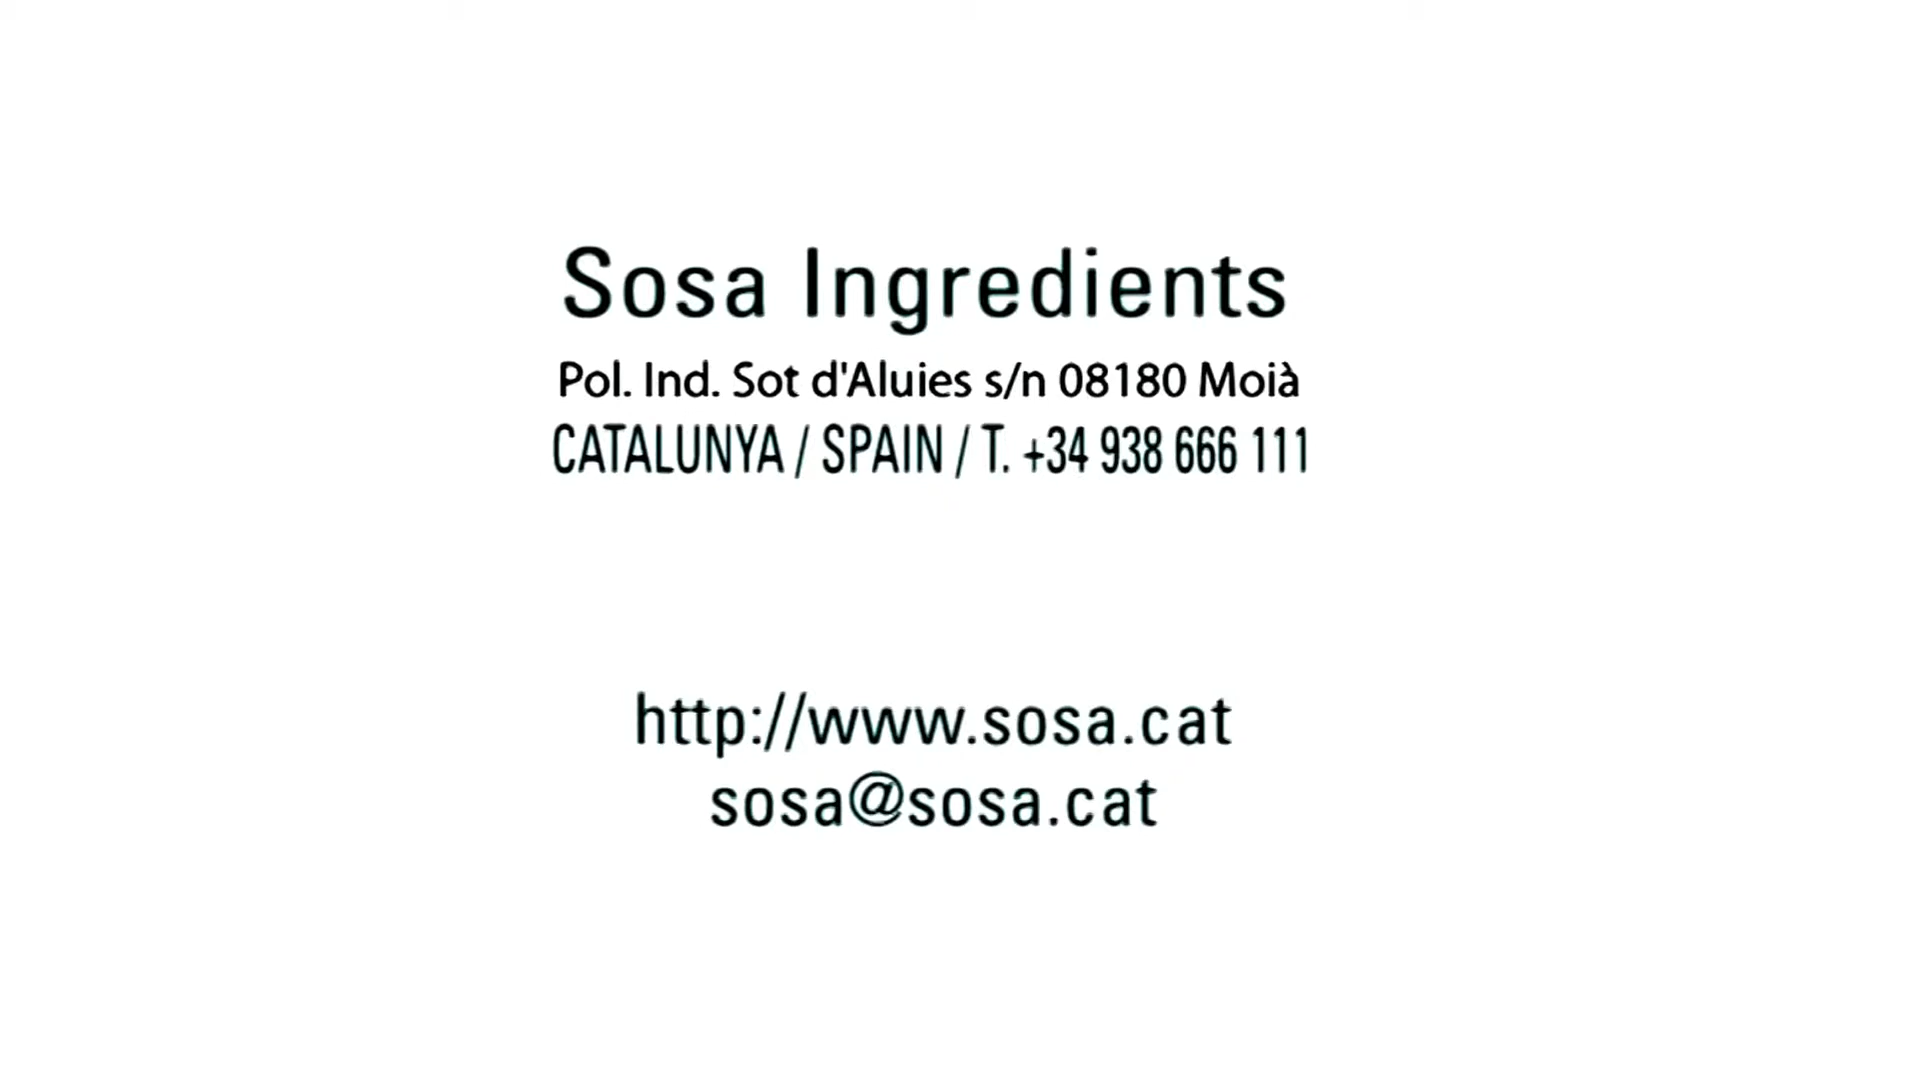 Sosa Ingredients
Pol. Ind. Sot d'Aluies s/n 08180 Moià
CATALUNYA / SPAIN / T. +34 938 666 111
http://www.sosa.cat
sosa@sosa.cat